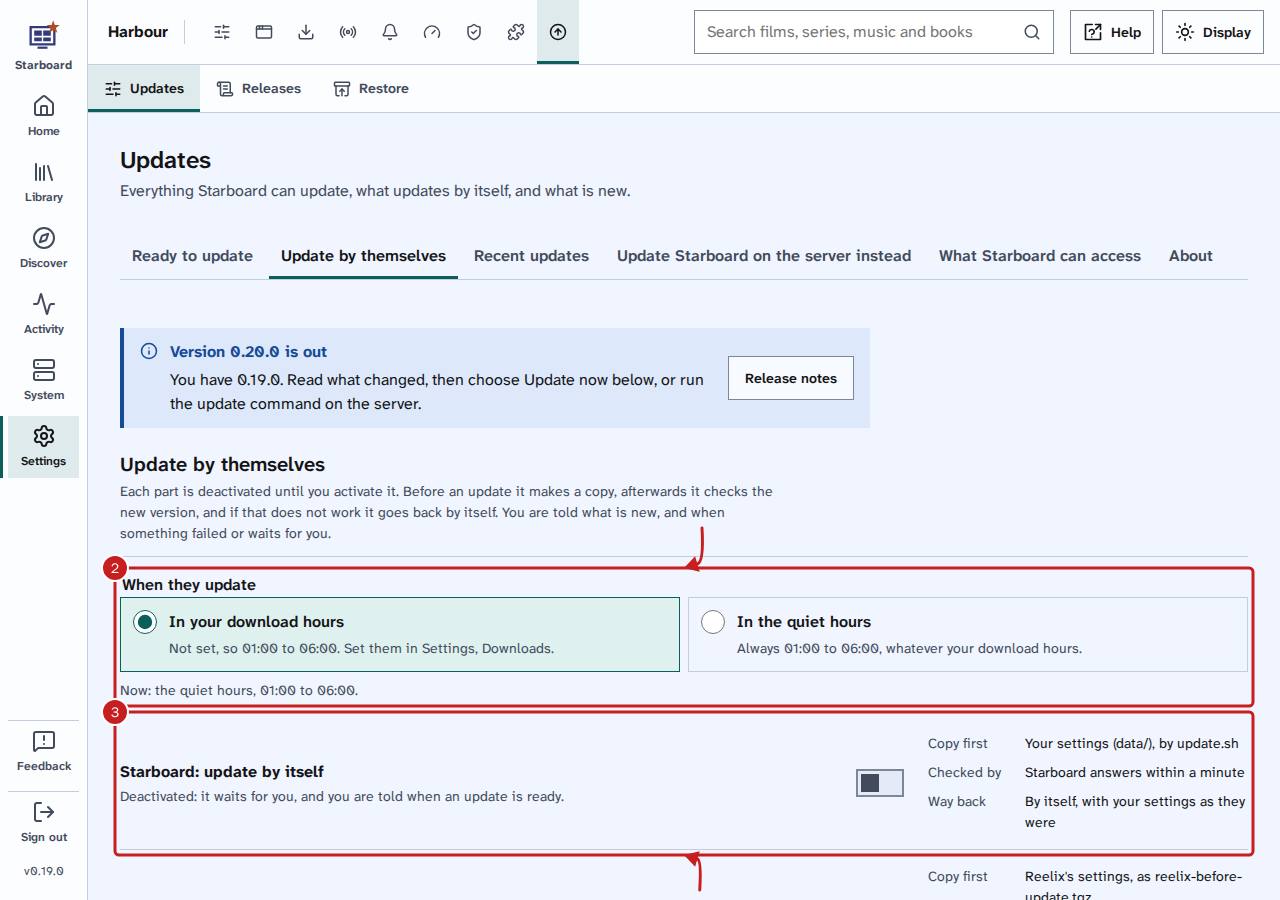 Starboard
Home
Library
Discover
Activity
System
Settings
Feedback
Sign out
v0.19.0
Harbour
Search films, series, music and books
Help
Display
Updates
Releases
Restore
Updates
Everything Starboard can update, what updates by itself, and what is new.
Ready to update
Update by themselves
Recent updates
Update Starboard on the server instead
What Starboard can access
About
Version 0.20.0 is out
You have 0.19.0. Read what changed, then choose Update now below, or run
the update command on the server.
Release notes
Update by themselves
Each part is deactivated until you activate it. Before an update it makes a copy, afterwards it checks the
new version, and if that does not work it goes back by itself. You are told what is new, and when
something failed or waits for you.
2
When they update
In your download hours
Not set, so 01:00 to 06:00. Set them in Settings, Downloads.
In the quiet hours
Always 01:00 to 06:00, whatever your download hours.
Now: the quiet hours, 01:00 to 06:00.
3
Starboard: update by itself
Deactivated: it waits for you, and you are told when an update is ready.
Copy first
Your settings (data/), by update.sh
Checked by
Starboard answers within a minute
Way back
By itself, with your settings as they
were
Copy first
Reelix's settings, as reelix-before-
update.tgz